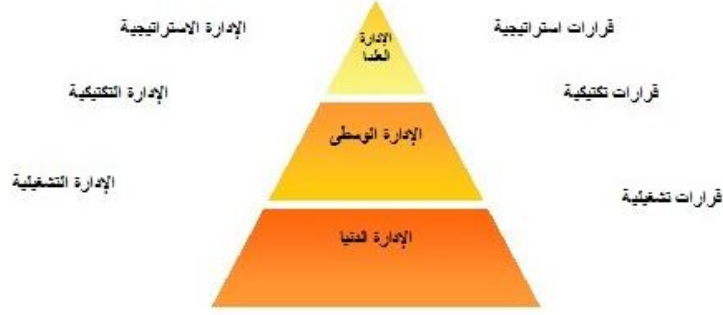 قرارات استراتيجية
الإدارة العليا
الإدارة الاستراتيجية
قرارات تكتيكية
الإدارة التكتيكية
الإدارة الوسطى
قرارات تشغيلية
الإدارة التشغيلية
الإدارة الدنيا